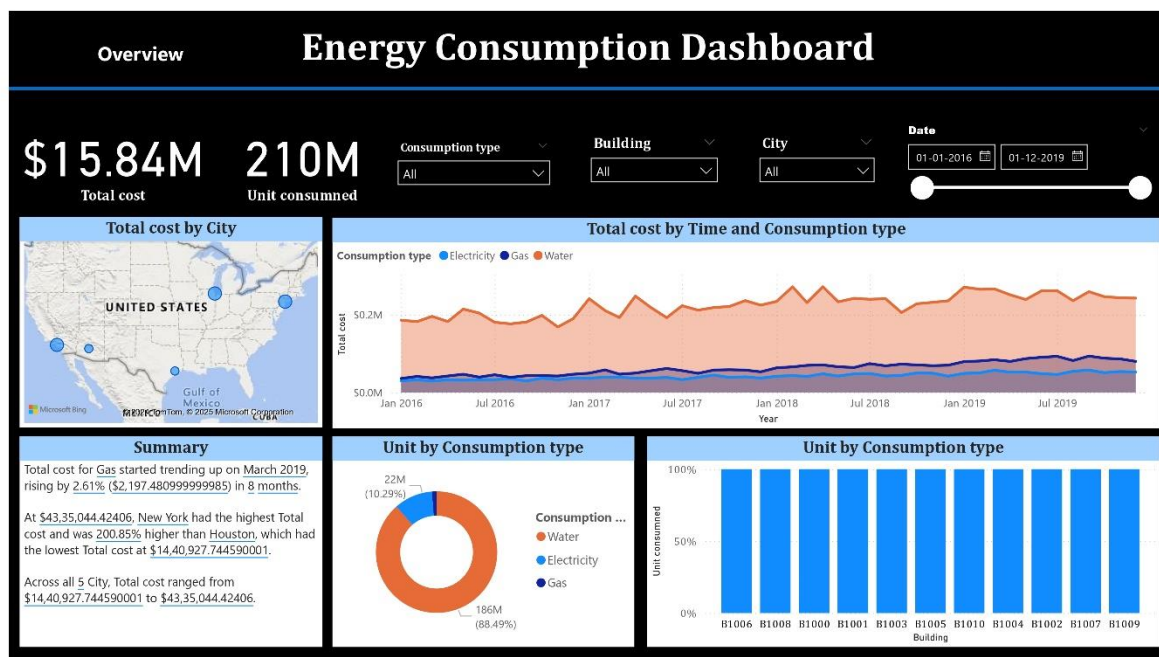 Overview
Energy Consumption Dashboard
$15.84M
Total cost
210M
Unit consumned
Consumption type
All
Building
All
City
All
Date
01-01-2016
01-12-2019
Total cost by City
UNITED STATES
Gulf of
Mexico
MEXICO
CUBA
Microsoft Bing
TomTom, © 2025 Microsoft Corporation
Total cost by Time and Consumption type
Consumption type Electricity Gas Water
Total cost
$0.2M
$0.0M
Jan 2016 Jul 2016 Jan 2017 Jul 2017 Jan 2018 Jul 2018 Jan 2019 Jul 2019
Year
Summary
Total cost for Gas started trending up on March 2019,
rising by 2.61% ($2,197.480999999985) in 8 months.
At $43,35,044.42406, New York had the highest Total
cost and was 200.85% higher than Houston, which had
the lowest Total cost at $14,40,927.744590001.
Across all 5 City, Total cost ranged from
$14,40,927.744590001 to $43,35,044.42406.
Unit by Consumption type
22M
(10.29%)
186M
(88.49%)
Consumption ...
Water
Electricity
Gas
Unit by Consumption type
Unit consumned
100%
50%
0%
B1006 B1008 B1000 B1001 B1003 B1005 B1010 B1004 B1002 B1007 B1009
Building